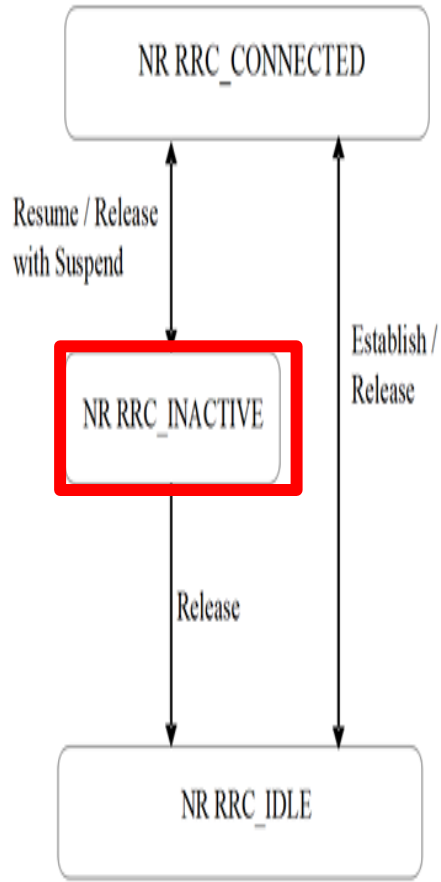 NR RRC_CONNECTED
Resume / Release
with Suspend
Establish /
Release
NR RRC_INACTIVE
Release
NR RRC_IDLE